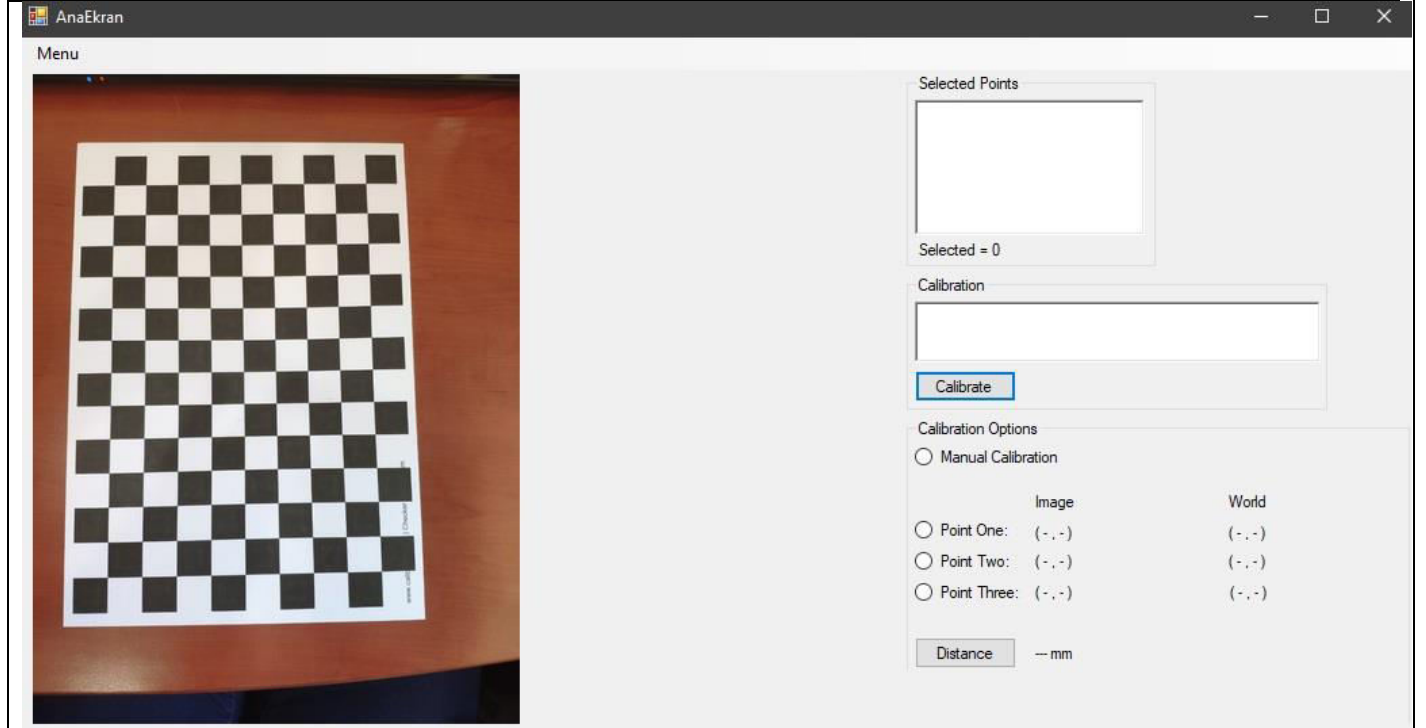 AnaEkran
Menu
Selected Points
Selected = 0
Calibration
Calibrate
Calibration Options
Manual Calibration
Image World
Point One: ( - , - ) ( - , - )
Point Two: ( - , - ) ( - , - )
Point Three: ( - , - ) ( - , - )
Distance --- mm